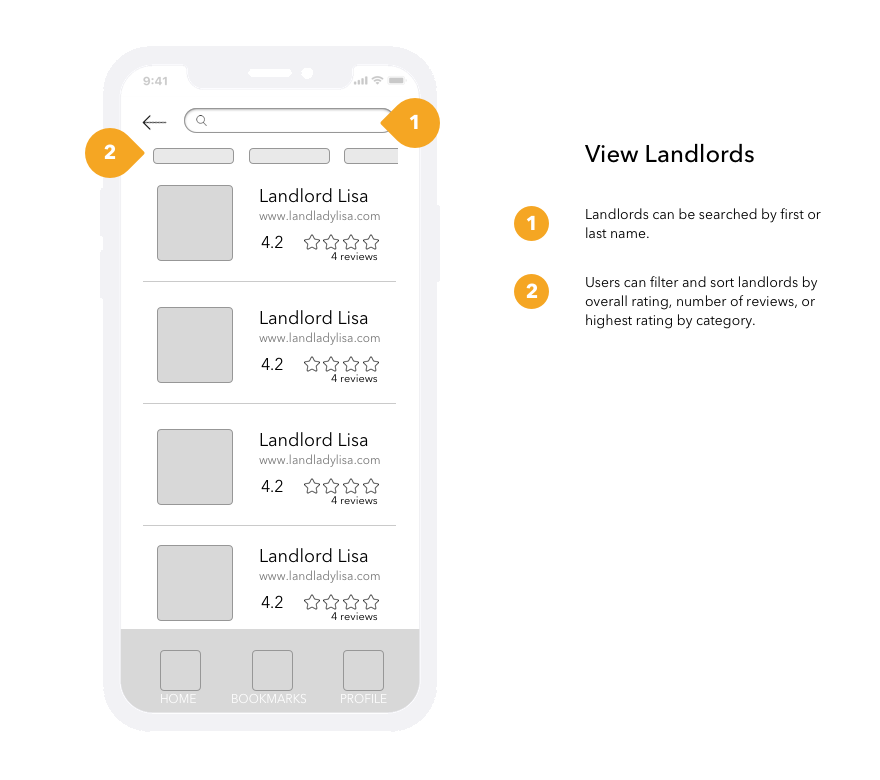 9:41
1
2
Landlord Lisa
www.landladylisa.com
4.2
4 reviews
Landlord Lisa
www.landladylisa.com
4.2
4 reviews
Landlord Lisa
www.landladylisa.com
4.2
4 reviews
Landlord Lisa
www.landladylisa.com
4.2
4 reviews
HOME BOOKMARKS PROFILE
View Landlords
1
Landlords can be searched by first or
last name.
2
Users can filter and sort landlords by
overall rating, number of reviews, or
highest rating by category.